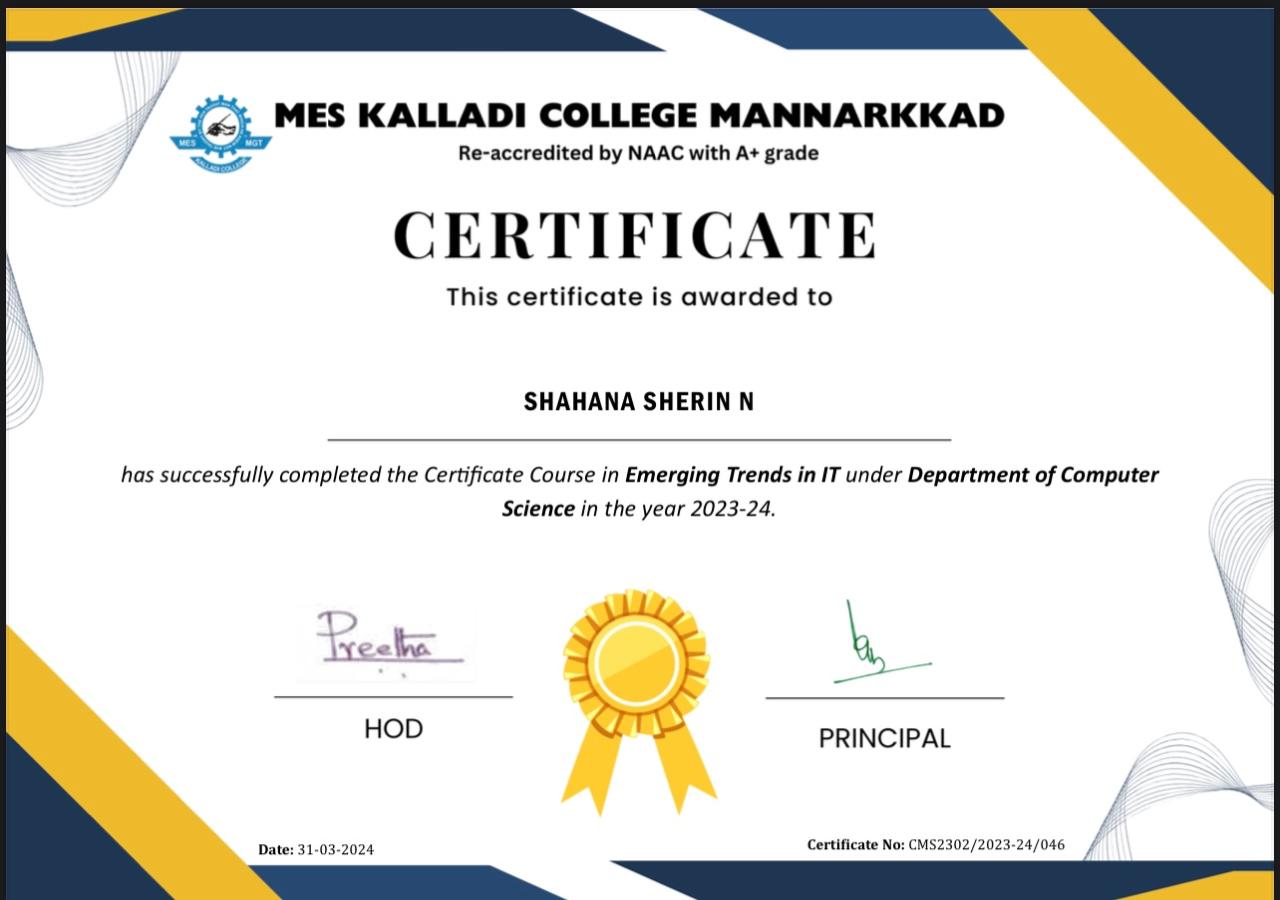 MES KALLADI COLLEGE MANNARKKAD
Re-accredited by NAAC with A+ grade
MES MGT
KALLADI COLLEGE
CERTIFICATE
This certificate is awarded to
SHAHANA SHERIN N
has successfully completed the Certificate Course in Emerging Trends in IT under Department of Computer
Science in the year 2023-24.
Preetha
HOD
PRINCIPAL
Date: 31-03-2024
Certificate No: CMS2302/2023-24/046